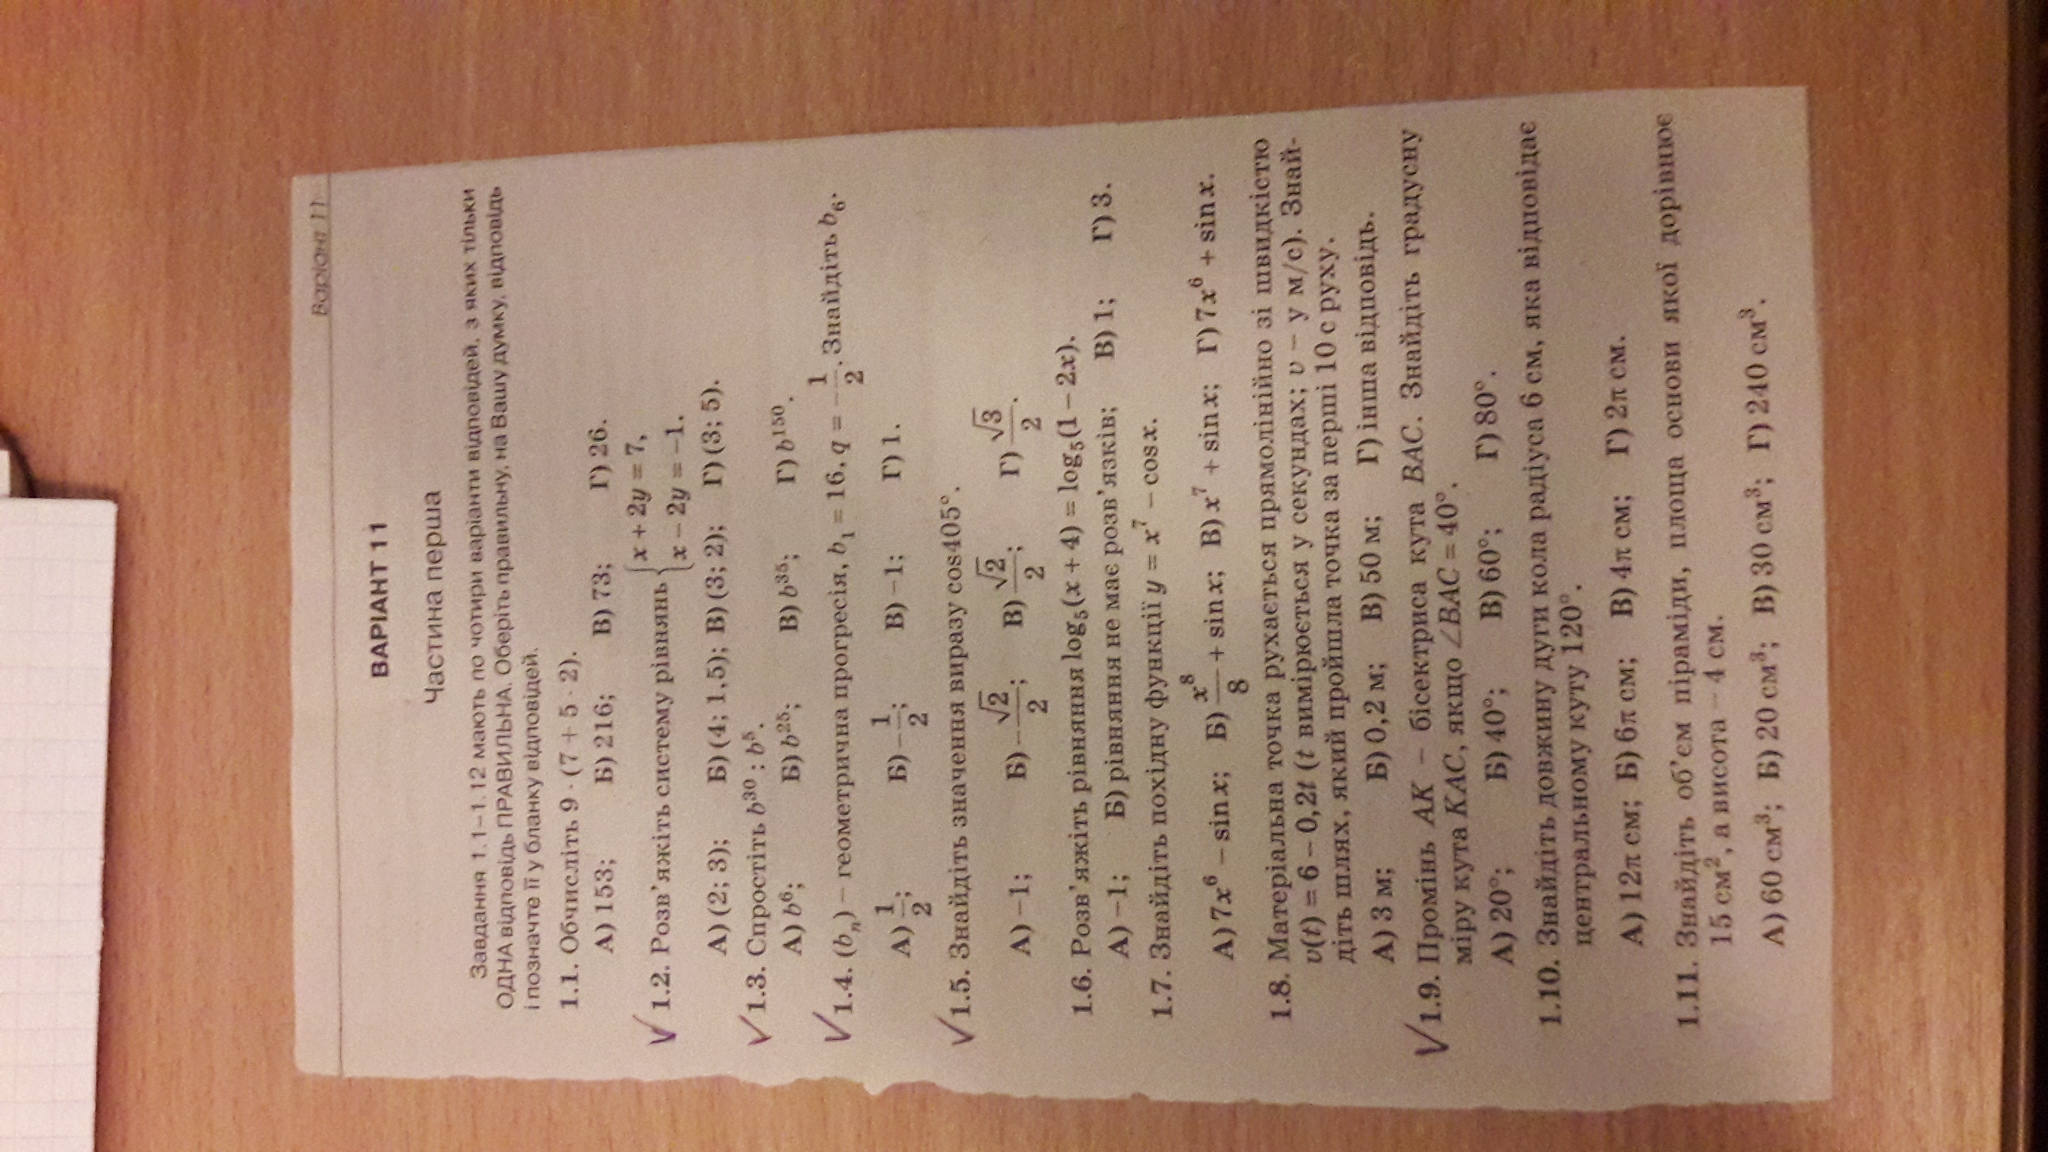 Варіант 11
ВАРІАНТ 11
Частина перша
Завдання 1.1–1.12 мають по чотири варіанти відповідей, з яких тільки
ОДНА відповідь ПРАВИЛЬНА. Оберіть правильну, на Вашу думку, відповідь
і позначте її у бланку відповідей.
1.1. Обчисліть 9 · (7 + 5 · 2).
А) 153; Б) 216; В) 73; Г) 26.
1.2. Розв'яжіть систему рівнянь { x + 2y = 7, x − 2y = −1.
А) (2; 3); Б) (4; 1,5); В) (3; 2); Г) (3; 5).
1.3. Спростіть b³⁰ : b⁵.
А) b⁶; Б) b²⁵; В) b³⁵; Г) b¹⁵⁰.
1.4. (bₙ) – геометрична прогресія, b₁ = 16, q = −1/2. Знайдіть b₆.
А) 1/2; Б) −1/2; В) −1; Г) 1.
1.5. Знайдіть значення виразу cos405°.
А) −1; Б) −√2/2; В) √2/2; Г) √3/2.
1.6. Розв'яжіть рівняння log₅(x + 4) = log₅(1 − 2x).
А) −1; Б) рівняння не має розв'язків; В) 1; Г) 3.
1.7. Знайдіть похідну функції y = x⁷ − cos x.
А) 7x⁶ − sin x; Б) x⁸/8 + sin x; В) x⁷ + sin x; Г) 7x⁶ + sin x.
1.8. Матеріальна точка рухається прямолінійно зі швидкістю
v(t) = 6 − 0,2t (t вимірюється у секундах; v – у м/с). Знай-
діть шлях, який пройшла точка за перші 10 с руху.
А) 3 м; Б) 0,2 м; В) 50 м; Г) інша відповідь.
1.9. Промінь AK – бісектриса кута BAC. Знайдіть градусну
міру кута KAC, якщо ∠BAC = 40°.
А) 20°; Б) 40°; В) 60°; Г) 80°.
1.10. Знайдіть довжину дуги кола радіуса 6 см, яка відповідає
центральному куту 120°.
А) 12π см; Б) 6π см; В) 4π см; Г) 2π см.
1.11. Знайдіть об'єм піраміди, площа основи якої дорівнює
15 см², а висота – 4 см.
А) 60 см³; Б) 20 см³; В) 30 см³; Г) 240 см³.